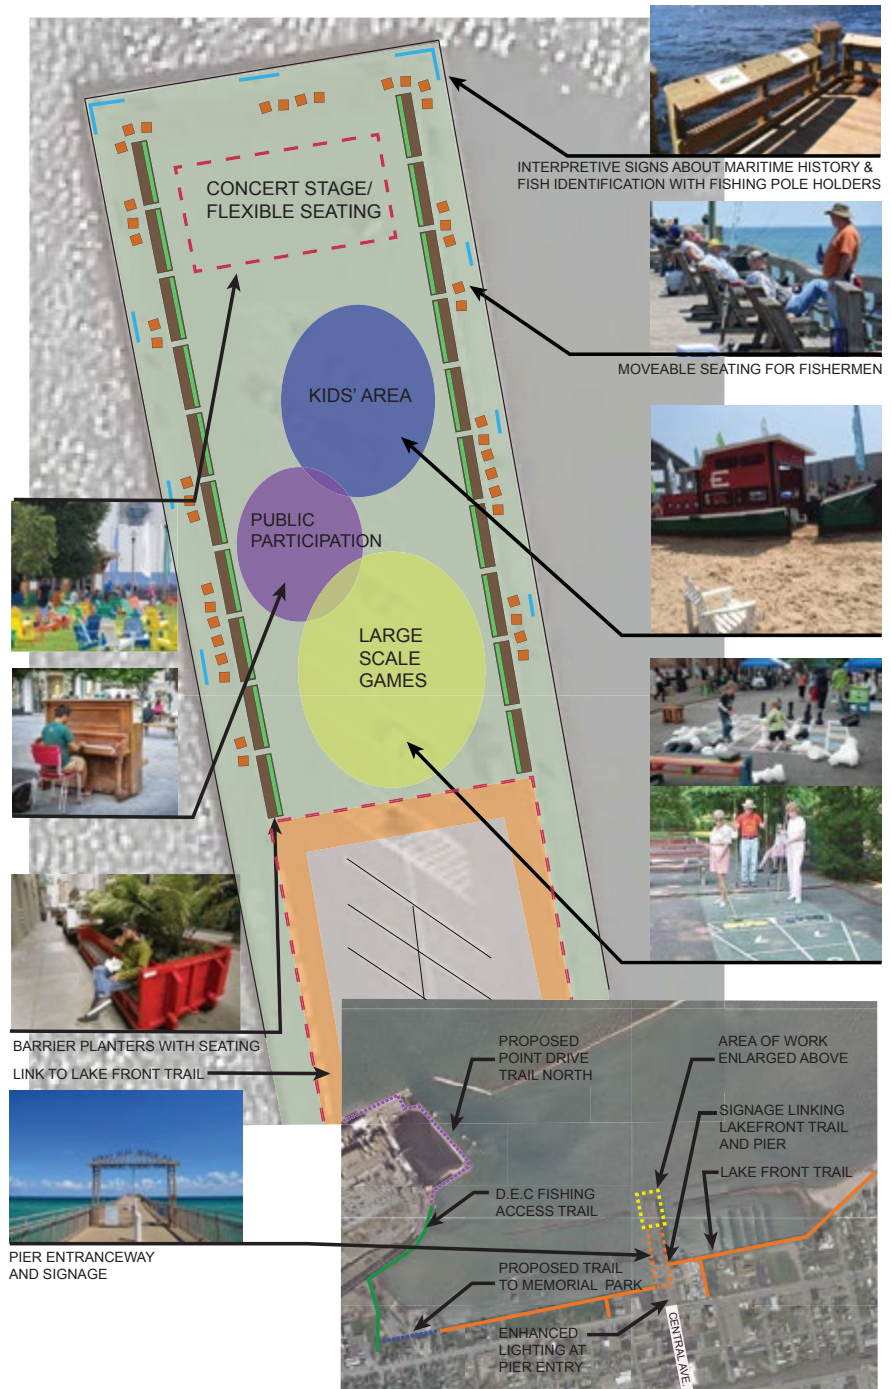 INTERPRETIVE SIGNS ABOUT MARITIME HISTORY &
FISH IDENTIFICATION WITH FISHING POLE HOLDERS
CONCERT STAGE/
FLEXIBLE SEATING
MOVEABLE SEATING FOR FISHERMEN
KIDS' AREA
PUBLIC
PARTICIPATION
LARGE
SCALE
GAMES
BARRIER PLANTERS WITH SEATING
LINK TO LAKE FRONT TRAIL
PIER ENTRANCEWAY
AND SIGNAGE
PROPOSED
POINT DRIVE
TRAIL NORTH
AREA OF WORK
ENLARGED ABOVE
SIGNAGE LINKING
LAKEFRONT TRAIL
AND PIER
LAKE FRONT TRAIL
D.E.C FISHING
ACCESS TRAIL
PROPOSED TRAIL
TO MEMORIAL PARK
ENHANCED
LIGHTING AT
PIER ENTRY
CENTRAL AVE.